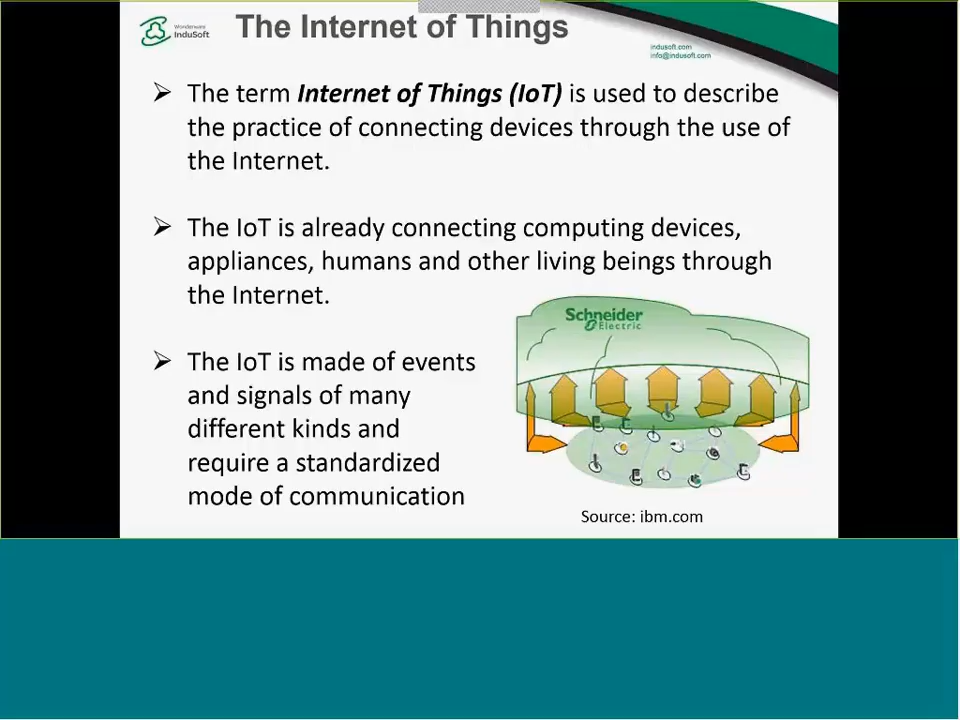 Wonderware
InduSoft
The Internet of Things
indusoft.com
info@indusoft.com
The term Internet of Things (IoT) is used to describe
the practice of connecting devices through the use of
the Internet.
The IoT is already connecting computing devices,
appliances, humans and other living beings through
the Internet.
The IoT is made of events
and signals of many
different kinds and
require a standardized
mode of communication
Schneider
Electric
Source: ibm.com